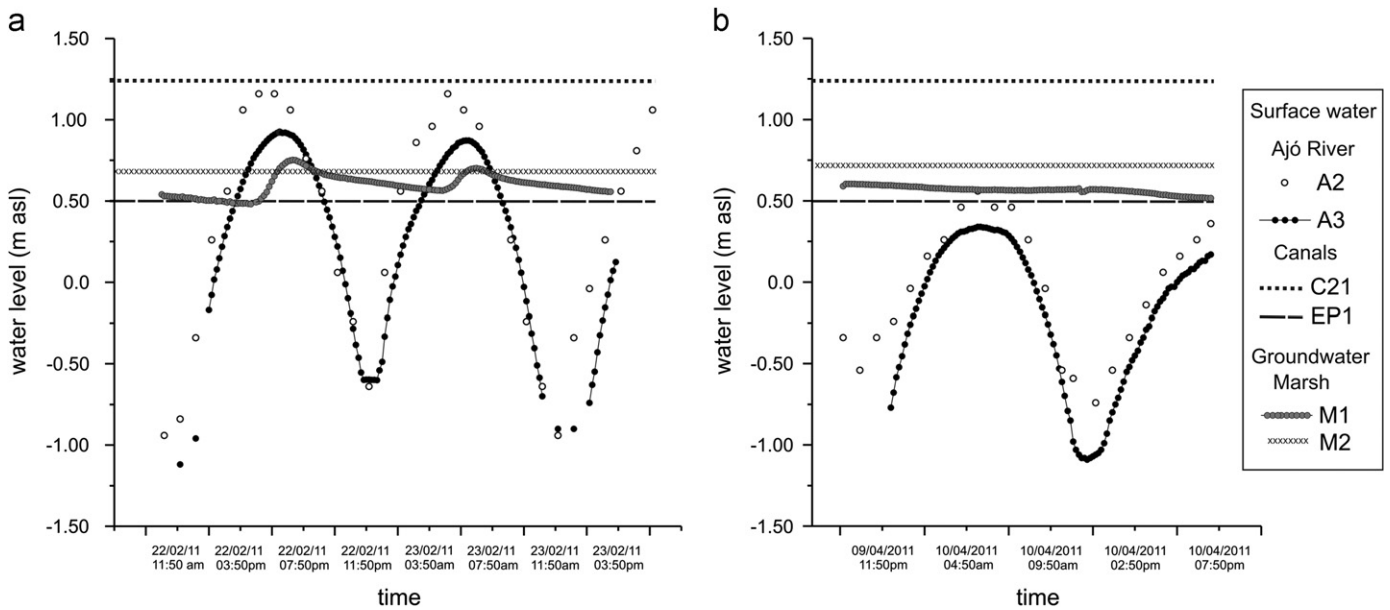 a
1.50
1.00
0.50
0.0
-0.50
-1.00
-1.50
water level (m asl)
22/02/11 22/02/11 22/02/11 22/02/11 23/02/11 23/02/11 23/02/11 23/02/11
11:50 am 03:50pm 07:50pm 11:50pm 03:50am 07:50am 11:50am 03:50pm
time
b
1.50
1.00
0.50
0.0
-0.50
-1.00
-1.50
water level (m asl)
09/04/2011 10/04/2011 10/04/2011 10/04/2011 10/04/2011
11:50pm 04:50am 09:50am 02:50pm 07:50pm
time
Surface water
Ajó River
A2
A3
Canals
C21
EP1
Groundwater
Marsh
M1
M2